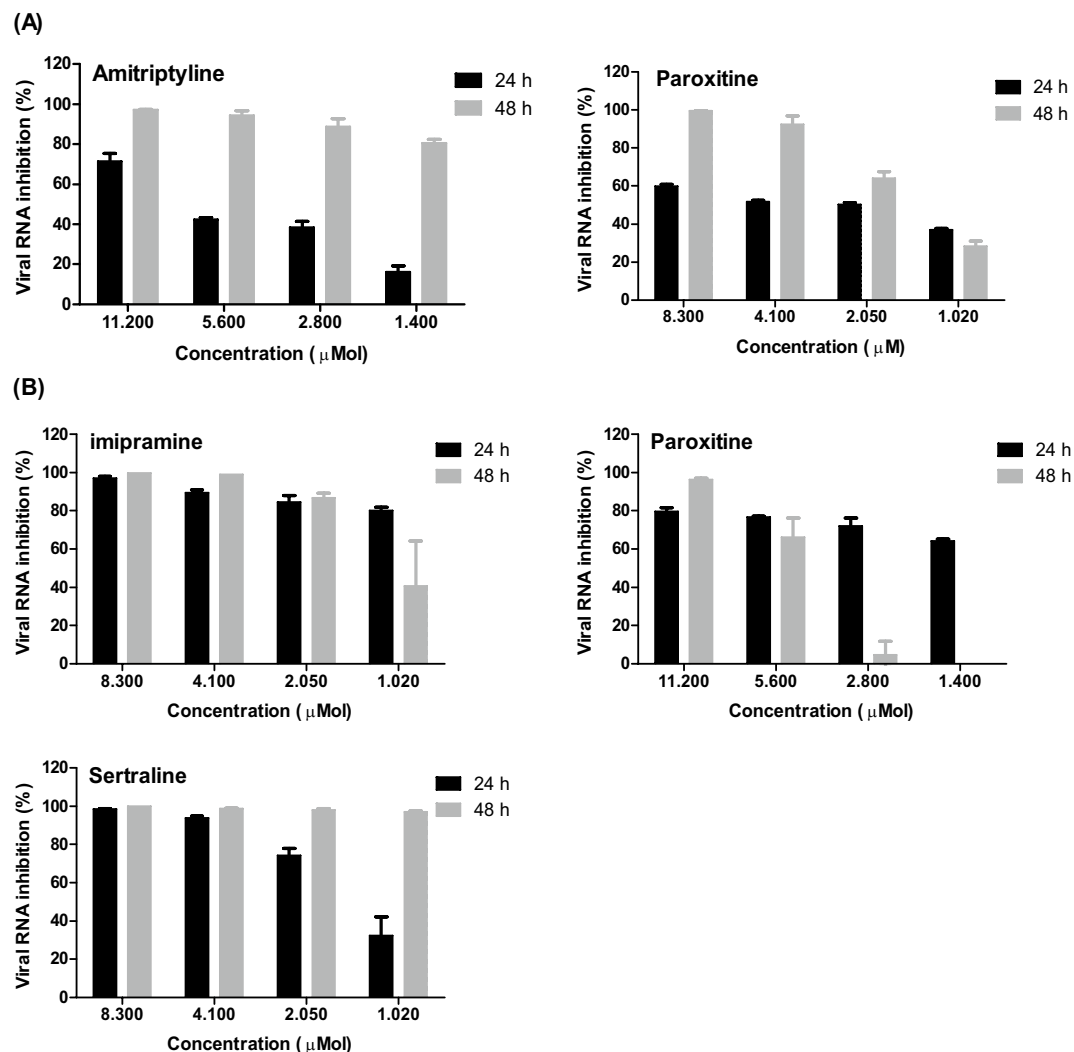 (A)
Amitriptyline
24 h
48 h
Viral RNA inhibition (%)
120
100
80
60
40
20
0
11.200 5.600 2.800 1.400
Concentration ( μMol)
Paroxitine
24 h
48 h
Viral RNA inhibition (%)
120
100
80
60
40
20
0
8.300 4.100 2.050 1.020
Concentration ( μM)
(B)
imipramine
24 h
48 h
Viral RNA inhibition (%)
120
100
80
60
40
20
0
8.300 4.100 2.050 1.020
Concentration ( μMol)
Paroxitine
24 h
48 h
Viral RNA inhibition (%)
120
100
80
60
40
20
0
11.200 5.600 2.800 1.400
Concentration ( μMol)
Sertraline
24 h
48 h
Viral RNA inhibition (%)
120
100
80
60
40
20
0
8.300 4.100 2.050 1.020
Concentration ( μMol)